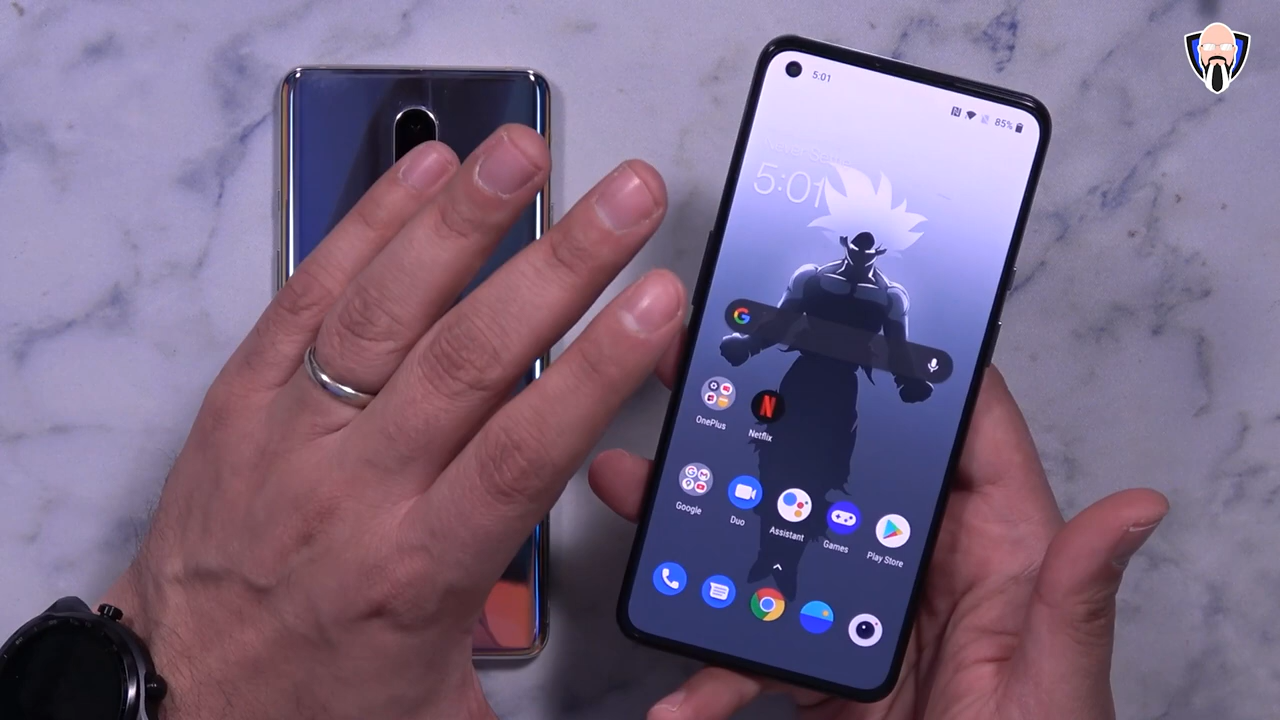 5:01
85%
5:01
G
OnePlus
N
Netflix
Google
Duo
Assistant
Games
Play Store